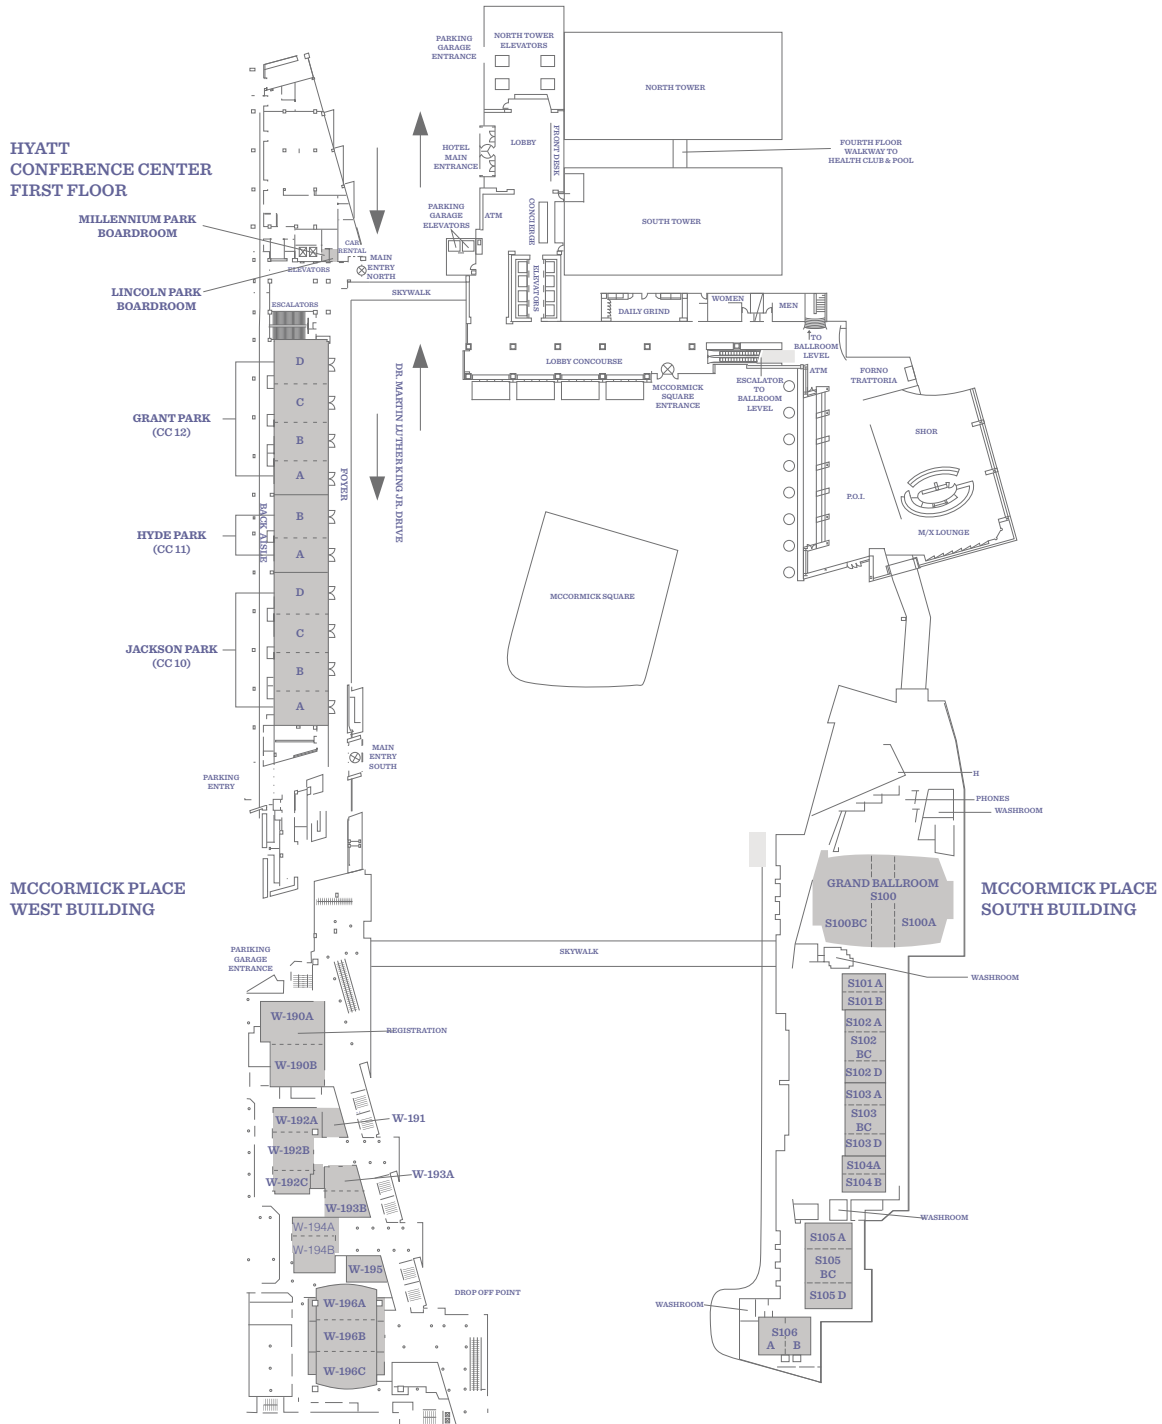 PARKING
GARAGE
ENTRANCE
NORTH TOWER
ELEVATORS
NORTH TOWER
HYATT
CONFERENCE CENTER
FIRST FLOOR
HOTEL
MAIN
ENTRANCE
LOBBY
FRONT DESK
FOURTH FLOOR
WALKWAY TO
HEALTH CLUB & POOL
MILLENNIUM PARK
BOARDROOM
PARKING
GARAGE
ELEVATORS
ATM
CONCIERGE
SOUTH TOWER
CAR
RENTAL
ELEVATORS
MAIN
ENTRY
NORTH
LINCOLN PARK
BOARDROOM
SKYWALK
ELEVATORS
ESCALATORS
DAILY GRIND
WOMEN
MEN
TO
BALLROOM
LEVEL
LOBBY CONCOURSE
MCCORMICK
SQUARE
ENTRANCE
ESCALATOR
TO
BALLROOM
LEVEL
ATM
FORNO
TRATTORIA
SHOR
P.O.I.
M/X LOUNGE
GRANT PARK
(CC 12)
D
C
B
A
HYDE PARK
(CC 11)
B
A
JACKSON PARK
(CC 10)
D
C
B
A
BACK AISLE
FOYER
DR. MARTIN LUTHER KING JR. DRIVE
MCCORMICK SQUARE
MAIN
ENTRY
SOUTH
PARKING
ENTRY
H
PHONES
WASHROOM
MCCORMICK PLACE
WEST BUILDING
GRAND BALLROOM
S100
S100BC
S100A
MCCORMICK PLACE
SOUTH BUILDING
PARIKING
GARAGE
ENTRANCE
SKYWALK
WASHROOM
W-190A
REGISTRATION
W-190B
W-192A
W-191
W-192B
W-192C
W-193A
W-193B
W-194A
W-194B
W-195
W-196A
W-196B
W-196C
DROP OFF POINT
S101 A
S101 B
S102 A
S102
BC
S102 D
S103 A
S103
BC
S103 D
S104A
S104 B
WASHROOM
S105 A
S105
BC
S105 D
WASHROOM
S106
A
B